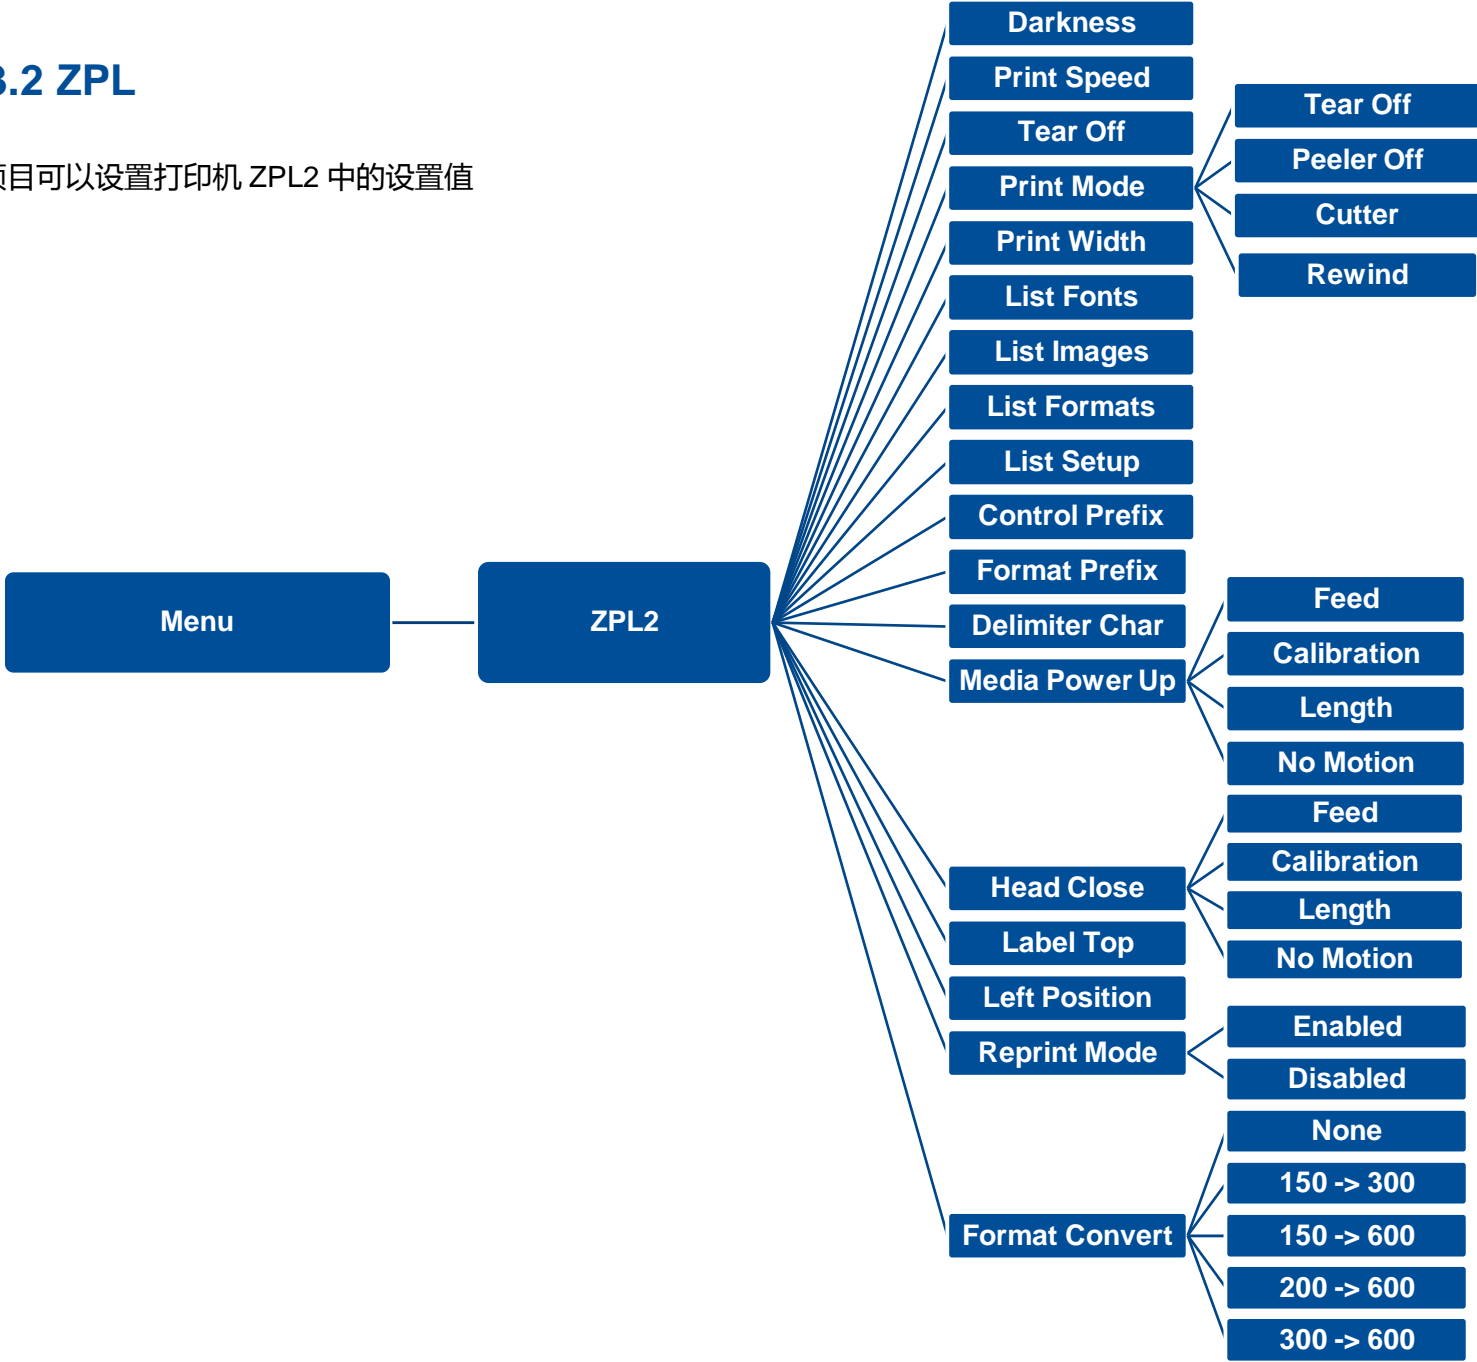 .2 ZPL
目可以设置打印机 ZPL2 中的设置值
Menu
ZPL2
Darkness
Print Speed
Tear Off
Print Mode
Tear Off
Peeler Off
Cutter
Rewind
Print Width
List Fonts
List Images
List Formats
List Setup
Control Prefix
Format Prefix
Delimiter Char
Media Power Up
Feed
Calibration
Length
No Motion
Head Close
Feed
Calibration
Length
No Motion
Label Top
Left Position
Reprint Mode
Enabled
Disabled
Format Convert
None
150 -> 300
150 -> 600
200 -> 600
300 -> 600